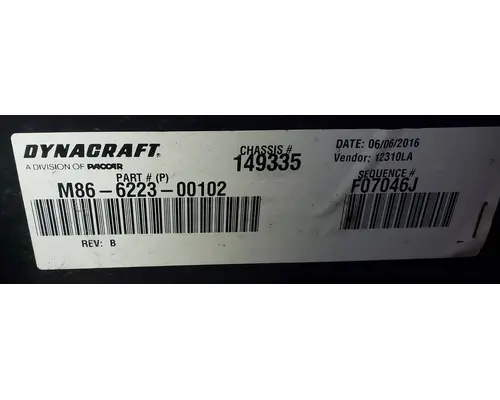 DYNACRAFT.
A DIVISION OF PACCAR
PART # (P)
M86-6223-00102
REV: B
CHASSIS #
149335
DATE: 06/06/2016
Vendor: 12310LA
SEQUENCE #
F07046J